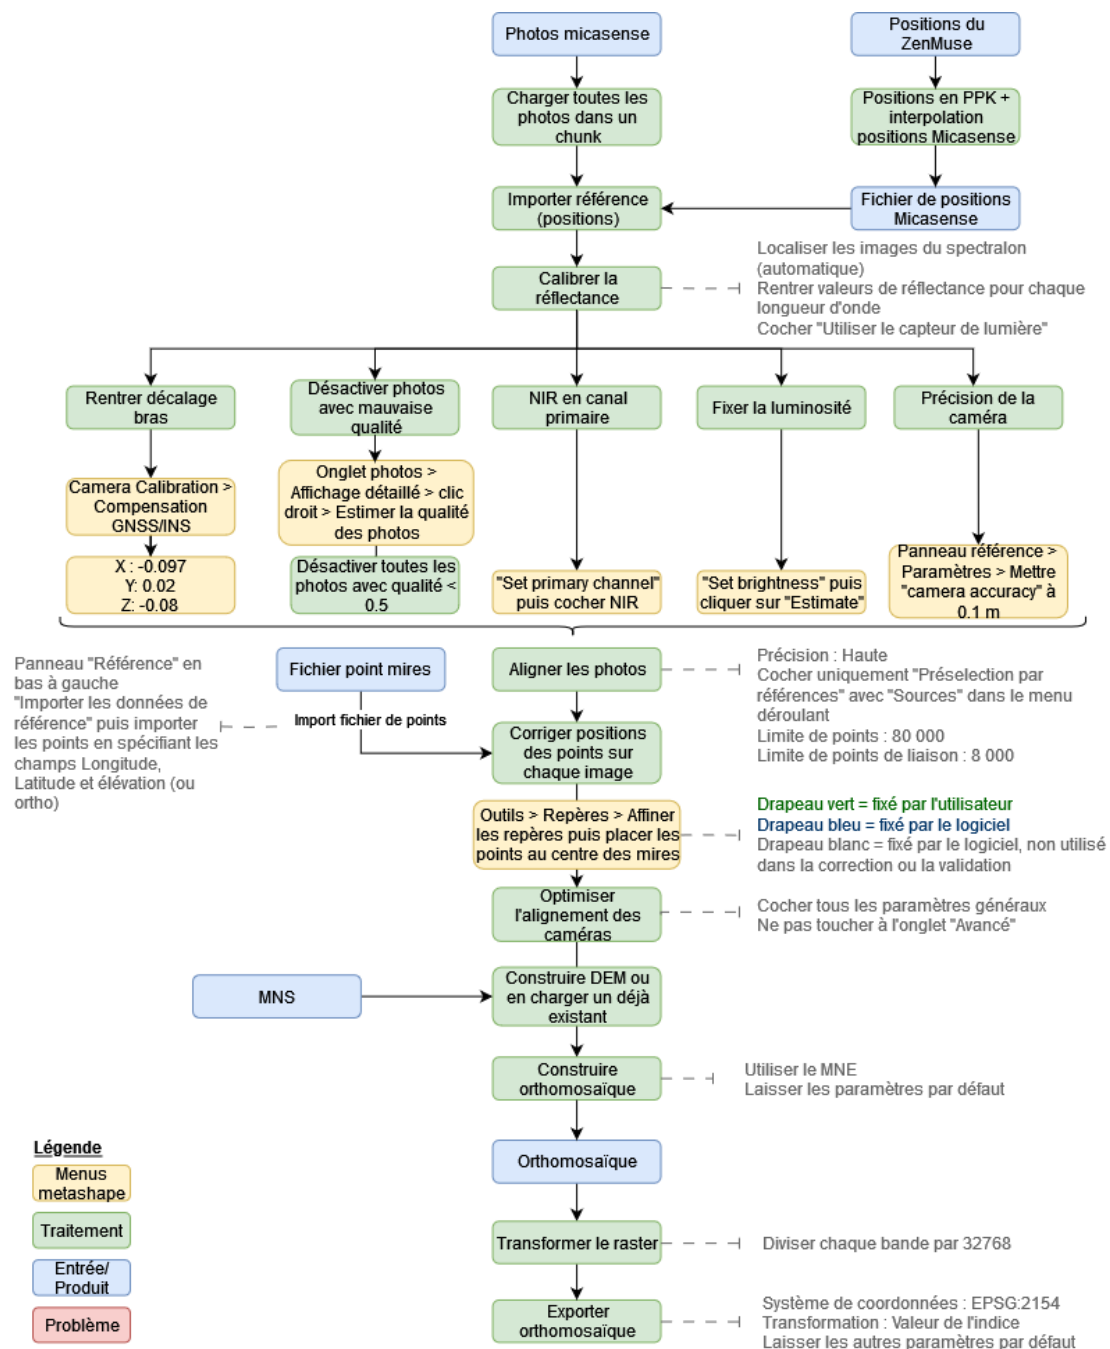 Photos micasense
Positions du
ZenMuse
Charger toutes les
photos dans un
chunk
Positions en PPK +
interpolation
positions Micasense
Importer référence
(positions)
Fichier de positions
Micasense
Calibrer la
réflectance
Localiser les images du spectralon
(automatique)
Rentrer valeurs de réflectance pour chaque
longueur d'onde
Cocher "Utiliser le capteur de lumière"
Rentrer décalage
bras
Désactiver photos
avec mauvaise
qualité
NIR en canal
primaire
Fixer la luminosité
Précision de la
caméra
Camera Calibration >
Compensation
GNSS/INS
Onglet photos >
Affichage détaillé > clic
droit > Estimer la qualité
des photos
X : -0.097
Y: 0.02
Z: -0.08
Désactiver toutes les
photos avec qualité <
0.5
"Set primary channel"
puis cocher NIR
"Set brightness" puis
cliquer sur "Estimate"
Panneau référence >
Paramètres > Mettre
"camera accuracy" à
0.1 m
Panneau "Référence" en
bas à gauche
"Importer les données de
référence" puis importer
les points en spécifiant les
champs Longitude,
Latitude et élévation (ou
ortho)
Fichier point mires
Import fichier de points
Aligner les photos
Précision : Haute
Cocher uniquement "Préselection par
références" avec "Sources" dans le menu
déroulant
Limite de points : 80 000
Limite de points de liaison : 8 000
Corriger positions
des points sur
chaque image
Outils > Repères > Affiner
les repères puis placer les
points au centre des mires
Drapeau vert = fixé par l'utilisateur
Drapeau bleu = fixé par le logiciel
Drapeau blanc = fixé par le logiciel, non utilisé
dans la correction ou la validation
Optimiser
l'alignement des
caméras
Cocher tous les paramètres généraux
Ne pas toucher à l'onglet "Avancé"
MNS
Construire DEM ou
en charger un déjà
existant
Construire
orthomosaïque
Utiliser le MNE
Laisser les paramètres par défaut
Orthomosaïque
Transformer le raster
Diviser chaque bande par 32768
Exporter
orthomosaïque
Système de coordonnées : EPSG:2154
Transformation : Valeur de l'indice
Laisser les autres paramètres par défaut
Légende
Menus
metashape
Traitement
Entrée/
Produit
Problème